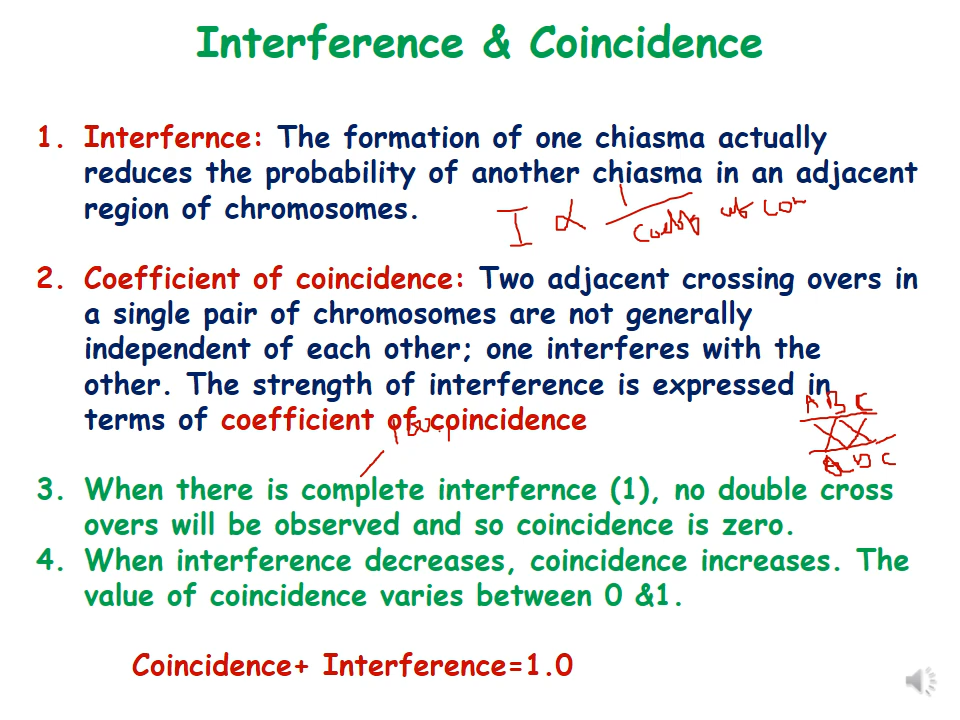 Interference & Coincidence
1. Interfernce: The formation of one chiasma actually
reduces the probability of another chiasma in an adjacent
region of chromosomes.
I ∝ 1
2. Coefficient of coincidence: Two adjacent crossing overs in
a single pair of chromosomes are not generally
independent of each other; one interferes with the
other. The strength of interference is expressed in
A B C
terms of coefficient of coincidence
3. When there is complete interfernce (1), no double cross
overs will be observed and so coincidence is zero.
4. When interference decreases, coincidence increases. The
value of coincidence varies between 0 &1.
Coincidence+ Interference=1.0